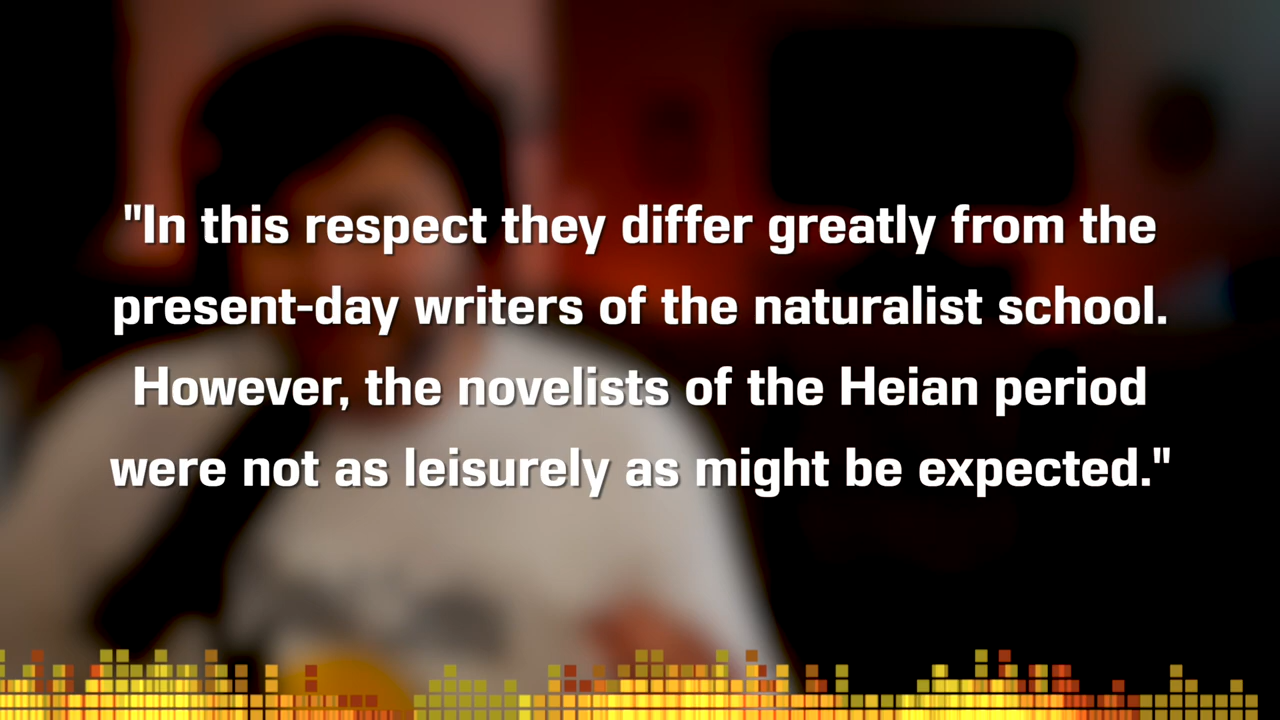 "In this respect they differ greatly from the
present-day writers of the naturalist school.
However, the novelists of the Heian period
were not as leisurely as might be expected."